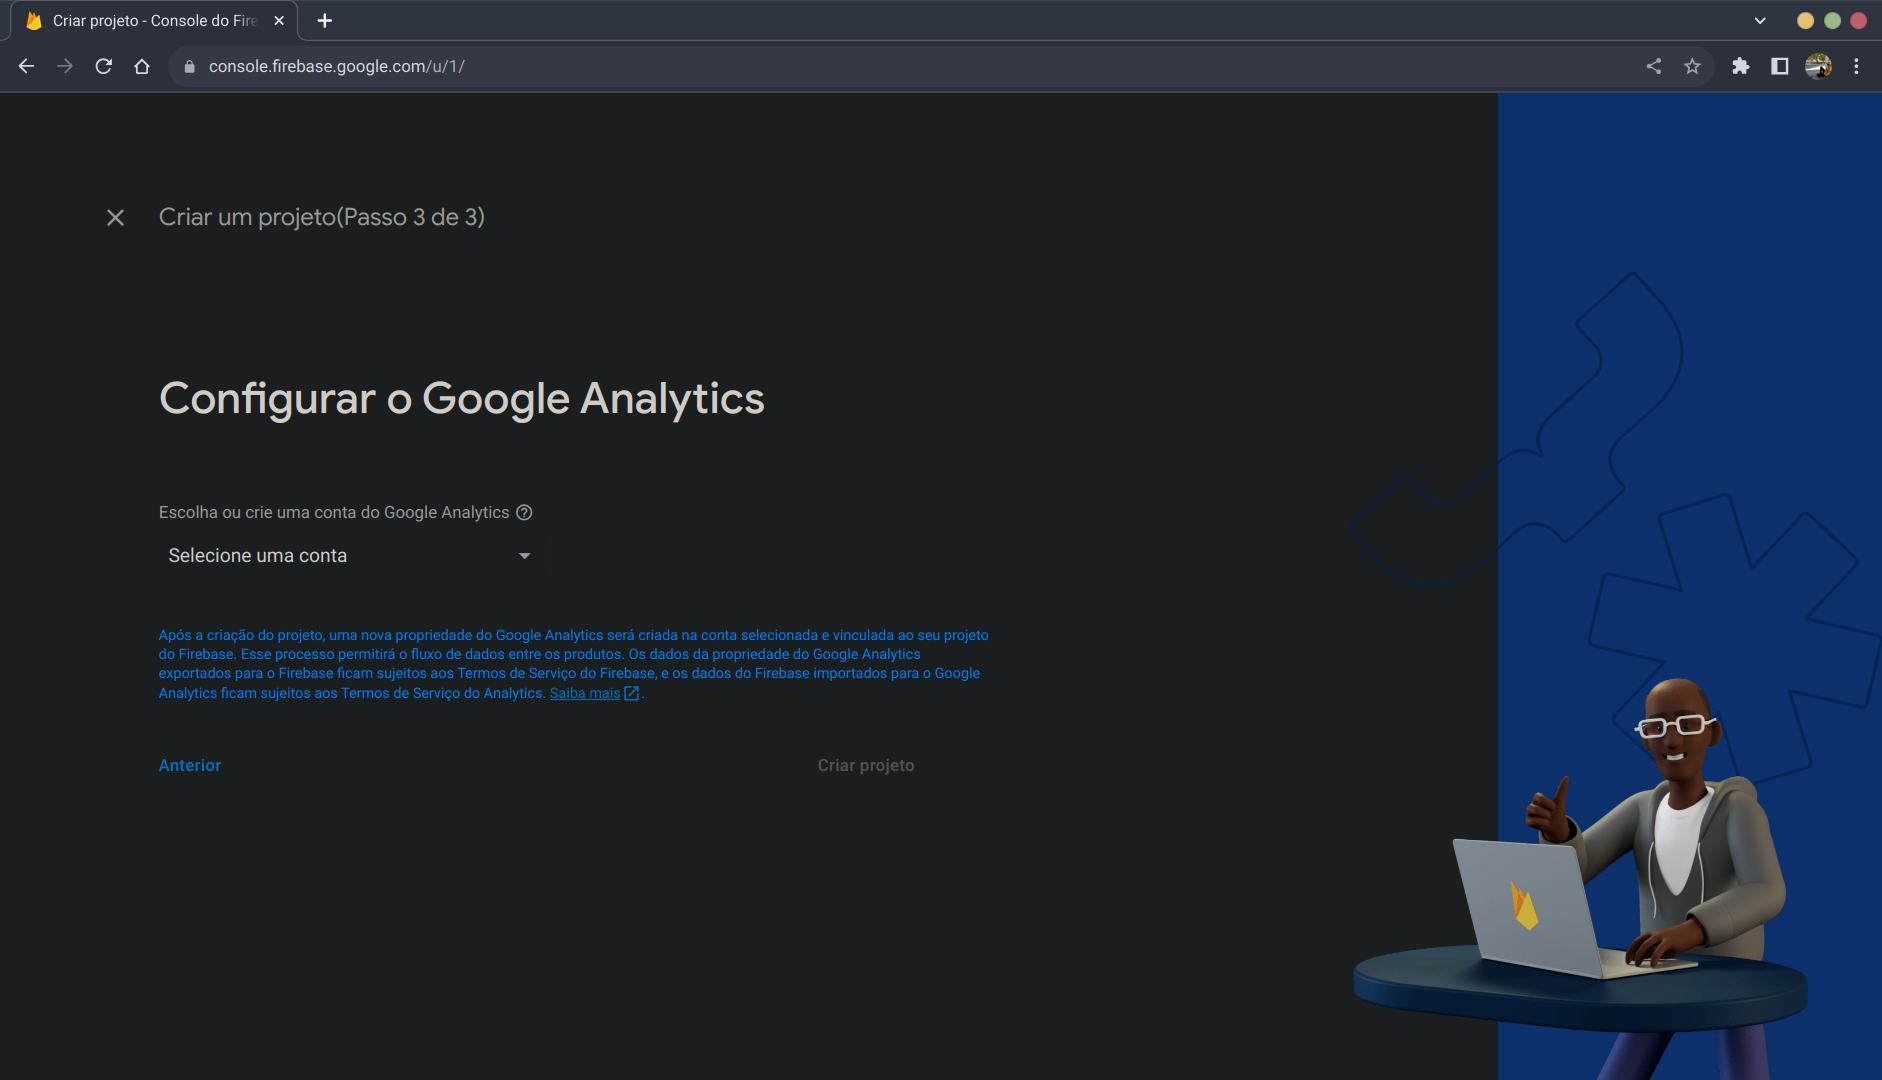 Criar projeto - Console do Fire
console.firebase.google.com/u/1/
Criar um projeto(Passo 3 de 3)
Configurar o Google Analytics
Escolha ou crie uma conta do Google Analytics
Selecione uma conta
Após a criação do projeto, uma nova propriedade do Google Analytics será criada na conta selecionada e vinculada ao seu projeto
do Firebase. Esse processo permitirá o fluxo de dados entre os produtos. Os dados da propriedade do Google Analytics
exportados para o Firebase ficam sujeitos aos Termos de Serviço do Firebase, e os dados do Firebase importados para o Google
Analytics ficam sujeitos aos Termos de Serviço do Analytics. Saiba mais.
Anterior
Criar projeto